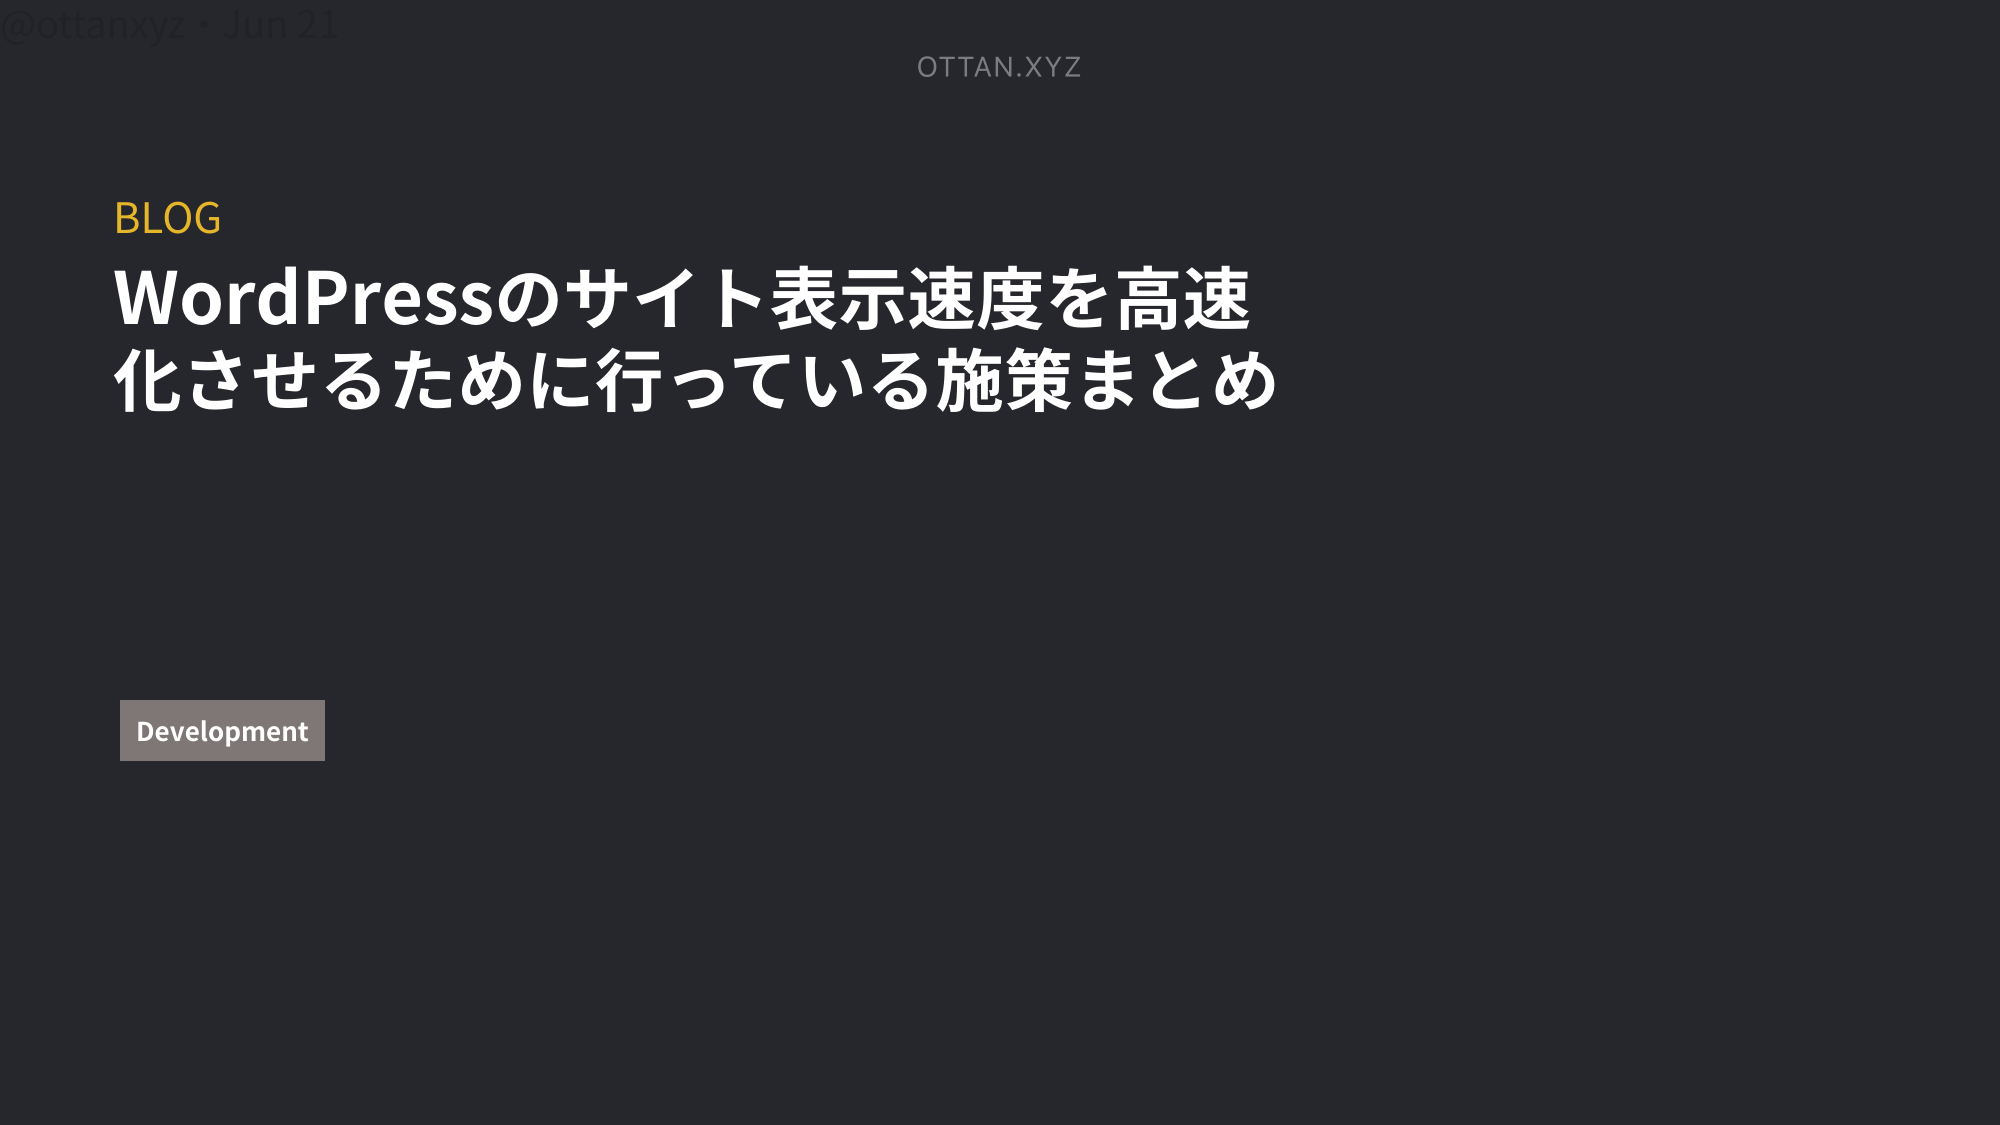 @ottanxyz・Jun 21
OTTAN.XYZ
BLOG
WordPressのサイト表示速度を高速
化させるために行っている施策まとめ
Development